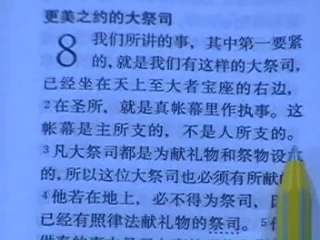 更美之约的大祭司
8 我们所讲的事，其中第一要紧
的，就是我们有这样的大祭司，
已经坐在天上至大者宝座的右边，
2在圣所，就是真帐幕里作执事。这
帐幕是主所支的，不是人所支的。
3凡大祭司都是为献礼物和祭物设
的，所以这位大祭司也必须有所献
4他若在地上，必不得为祭司，
已经有照律法献礼物的祭司。5